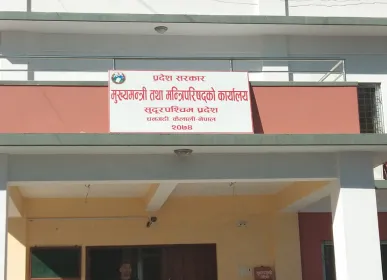 प्रदेश सरकार
मुख्यमन्त्री तथा मन्त्रिपरिषद्को कार्यालय
सुदूरपश्चिम प्रदेश
धनगढी, कैलाली-नेपाल
२०७४